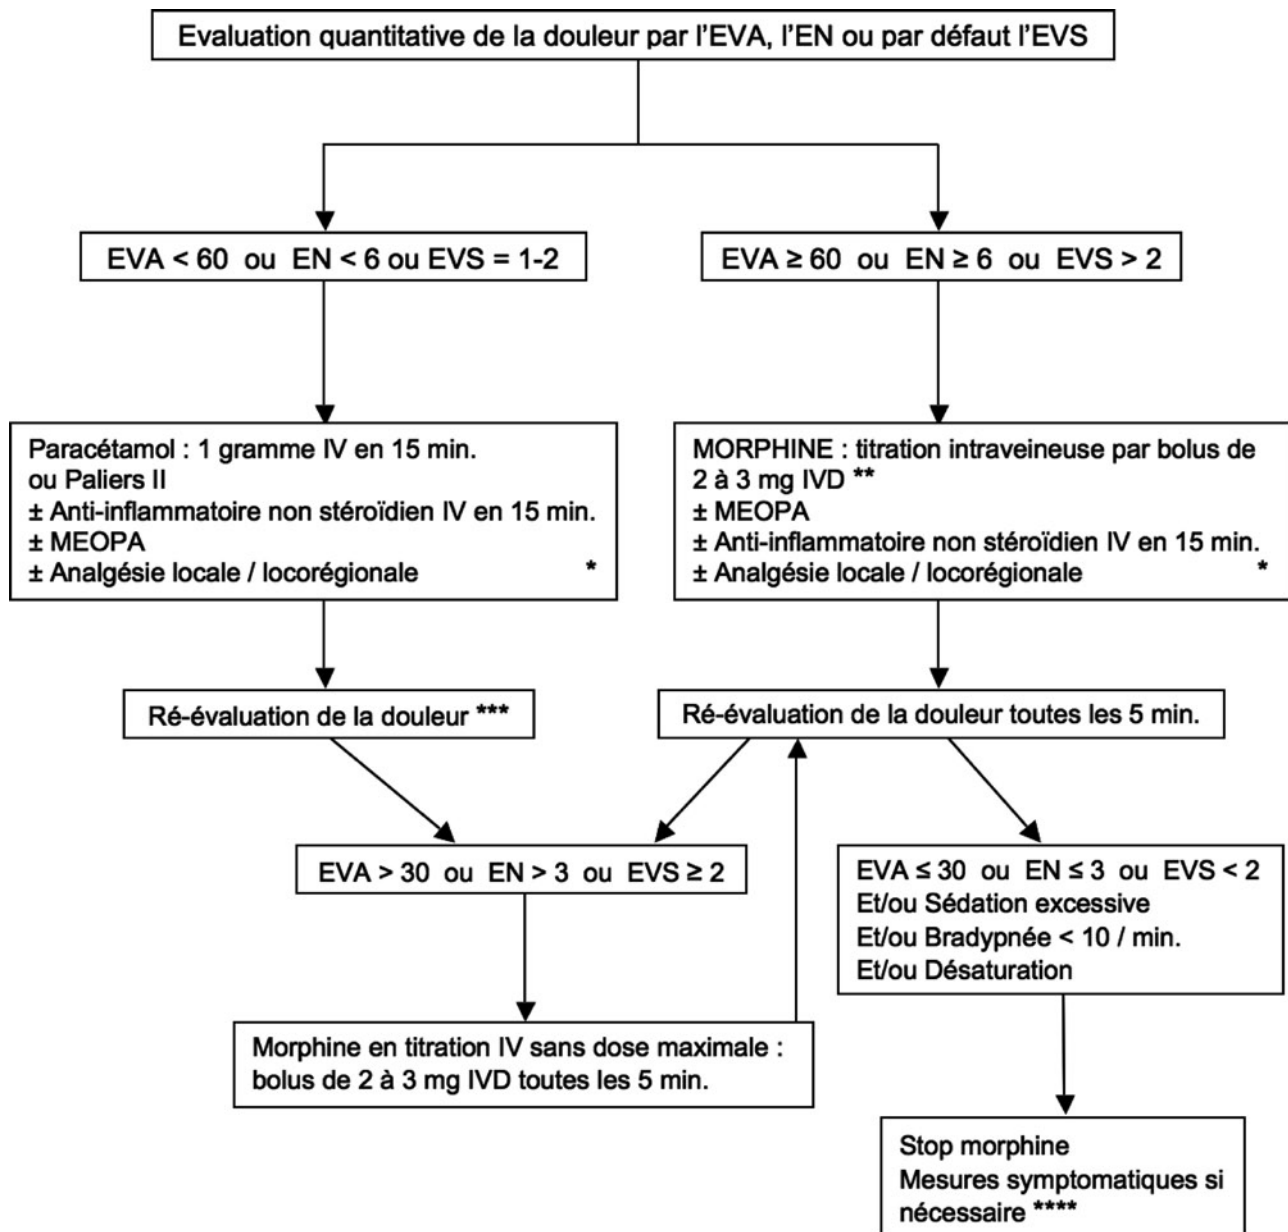 Evaluation quantitative de la douleur par l'EVA, l'EN ou par défaut l'EVS
EVA < 60 ou EN < 6 ou EVS = 1-2
EVA ≥ 60 ou EN ≥ 6 ou EVS > 2
Paracétamol : 1 gramme IV en 15 min.
ou Paliers II
± Anti-inflammatoire non stéroïdien IV en 15 min.
± MEOPA
± Analgésie locale / locorégionale *
MORPHINE : titration intraveineuse par bolus de
2 à 3 mg IVD **
± MEOPA
± Anti-inflammatoire non stéroïdien IV en 15 min.
± Analgésie locale / locorégionale *
Ré-évaluation de la douleur ***
Ré-évaluation de la douleur toutes les 5 min.
EVA > 30 ou EN > 3 ou EVS ≥ 2
EVA ≤ 30 ou EN ≤ 3 ou EVS < 2
Et/ou Sédation excessive
Et/ou Bradypnée < 10 / min.
Et/ou Désaturation
Morphine en titration IV sans dose maximale :
bolus de 2 à 3 mg IVD toutes les 5 min.
Stop morphine
Mesures symptomatiques si
nécessaire ****